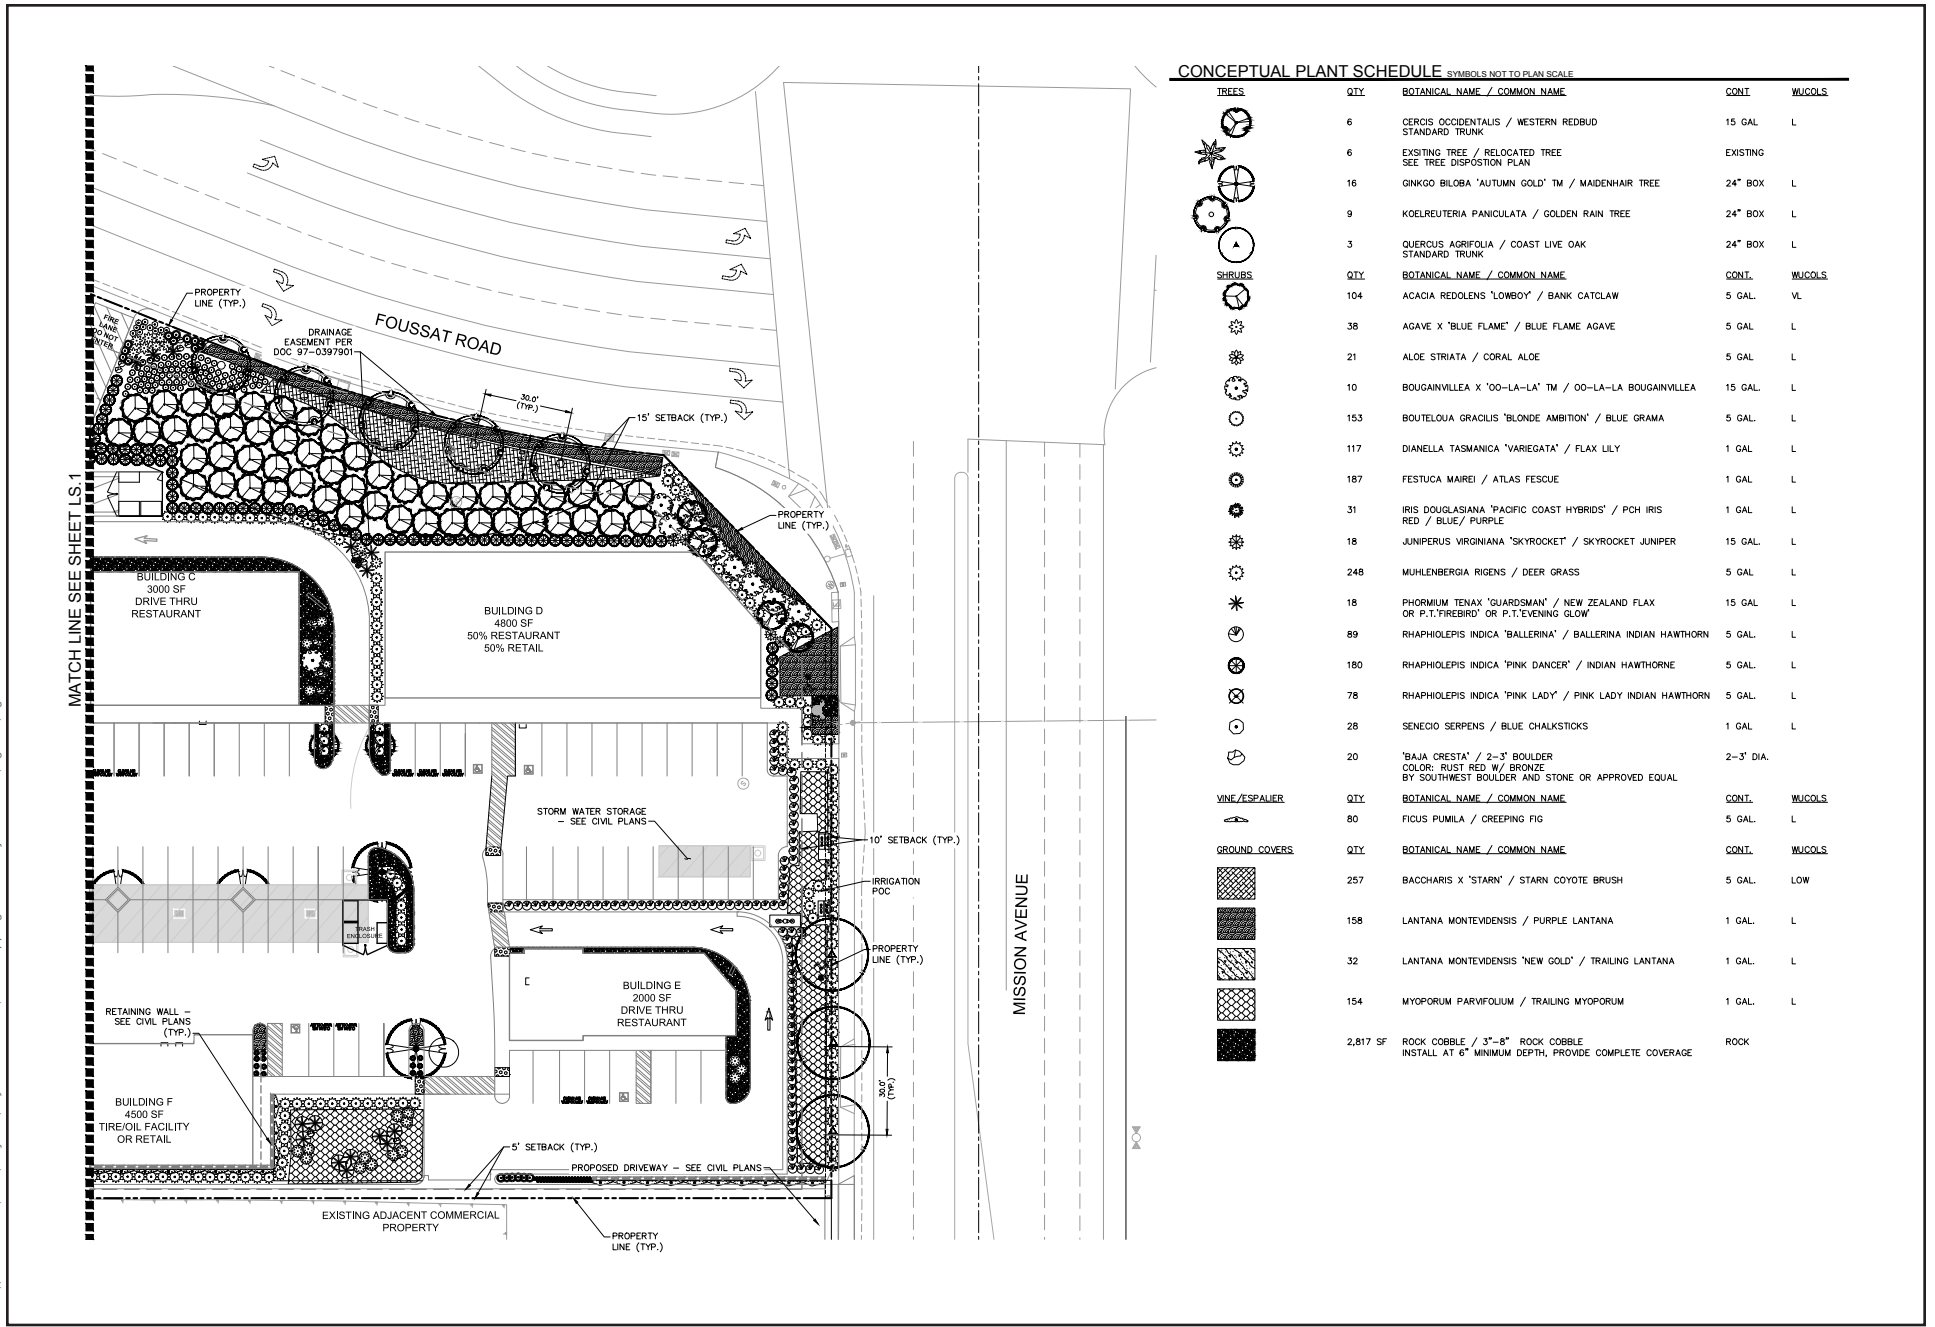 CONCEPTUAL PLANT SCHEDULE SYMBOLS NOT TO PLAN SCALE
TREES QTY BOTANICAL NAME / COMMON NAME CONT WUCOLS
6 CERCIS OCCIDENTALIS / WESTERN REDBUD 15 GAL L
STANDARD TRUNK
6 EXSITING TREE / RELOCATED TREE EXISTING
SEE TREE DISPOSTION PLAN
16 GINKGO BILOBA 'AUTUMN GOLD' TM / MAIDENHAIR TREE 24" BOX L
9 KOELREUTERIA PANICULATA / GOLDEN RAIN TREE 24" BOX L
3 QUERCUS AGRIFOLIA / COAST LIVE OAK 24" BOX L
STANDARD TRUNK
SHRUBS QTY BOTANICAL NAME / COMMON NAME CONT. WUCOLS
104 ACACIA REDOLENS 'LOWBOY' / BANK CATCLAW 5 GAL. VL
38 AGAVE X 'BLUE FLAME' / BLUE FLAME AGAVE 5 GAL L
21 ALOE STRIATA / CORAL ALOE 5 GAL L
10 BOUGAINVILLEA X 'OO-LA-LA' TM / OO-LA-LA BOUGAINVILLEA 15 GAL. L
153 BOUTELOUA GRACILIS 'BLONDE AMBITION' / BLUE GRAMA 5 GAL. L
117 DIANELLA TASMANICA 'VARIEGATA' / FLAX LILY 1 GAL L
187 FESTUCA MAIREI / ATLAS FESCUE 1 GAL L
31 IRIS DOUGLASIANA 'PACIFIC COAST HYBRIDS' / PCH IRIS 1 GAL L
RED / BLUE/ PURPLE
18 JUNIPERUS VIRGINIANA 'SKYROCKET' / SKYROCKET JUNIPER 15 GAL. L
248 MUHLENBERGIA RIGENS / DEER GRASS 5 GAL L
18 PHORMIUM TENAX 'GUARDSMAN' / NEW ZEALAND FLAX 15 GAL L
OR P.T.'FIREBIRD' OR P.T.'EVENING GLOW'
89 RHAPHIOLEPIS INDICA 'BALLERINA' / BALLERINA INDIAN HAWTHORN 5 GAL. L
180 RHAPHIOLEPIS INDICA 'PINK DANCER' / INDIAN HAWTHORNE 5 GAL. L
78 RHAPHIOLEPIS INDICA 'PINK LADY' / PINK LADY INDIAN HAWTHORN 5 GAL. L
28 SENECIO SERPENS / BLUE CHALKSTICKS 1 GAL L
20 'BAJA CRESTA' / 2-3' BOULDER 2-3' DIA.
COLOR: RUST RED W/ BRONZE
BY SOUTHWEST BOULDER AND STONE OR APPROVED EQUAL
VINE/ESPALIER QTY BOTANICAL NAME / COMMON NAME CONT. WUCOLS
80 FICUS PUMILA / CREEPING FIG 5 GAL. L
GROUND COVERS QTY BOTANICAL NAME / COMMON NAME CONT. WUCOLS
257 BACCHARIS X 'STARN' / STARN COYOTE BRUSH 5 GAL. LOW
158 LANTANA MONTEVIDENSIS / PURPLE LANTANA 1 GAL. L
32 LANTANA MONTEVIDENSIS 'NEW GOLD' / TRAILING LANTANA 1 GAL. L
154 MYOPORUM PARVIFOLIUM / TRAILING MYOPORUM 1 GAL. L
2,817 SF ROCK COBBLE / 3"-8" ROCK COBBLE ROCK
INSTALL AT 6" MINIMUM DEPTH, PROVIDE COMPLETE COVERAGE
MATCH LINE SEE SHEET LS.1
PROPERTY
LINE (TYP.)
FIRE
LANE
DRAINAGE
EASEMENT PER
DOC 97-0397901
FOUSSAT ROAD
30.0'
(TYP.)
15' SETBACK (TYP.)
PROPERTY
LINE (TYP.)
BUILDING C
3000 SF
DRIVE THRU
RESTAURANT
BUILDING D
4800 SF
50% RESTAURANT
50% RETAIL
STORM WATER STORAGE
- SEE CIVIL PLANS
10' SETBACK (TYP.)
IRRIGATION
POC
MISSION AVENUE
TRASH
ENCLOSURE
PROPERTY
LINE (TYP.)
BUILDING E
2000 SF
DRIVE THRU
RESTAURANT
RETAINING WALL -
SEE CIVIL PLANS
(TYP.)
30.0'
(TYP.)
BUILDING F
4500 SF
TIRE/OIL FACILITY
OR RETAIL
5' SETBACK (TYP.)
PROPOSED DRIVEWAY - SEE CIVIL PLANS
EXISTING ADJACENT COMMERCIAL
PROPERTY
PROPERTY
LINE (TYP.)